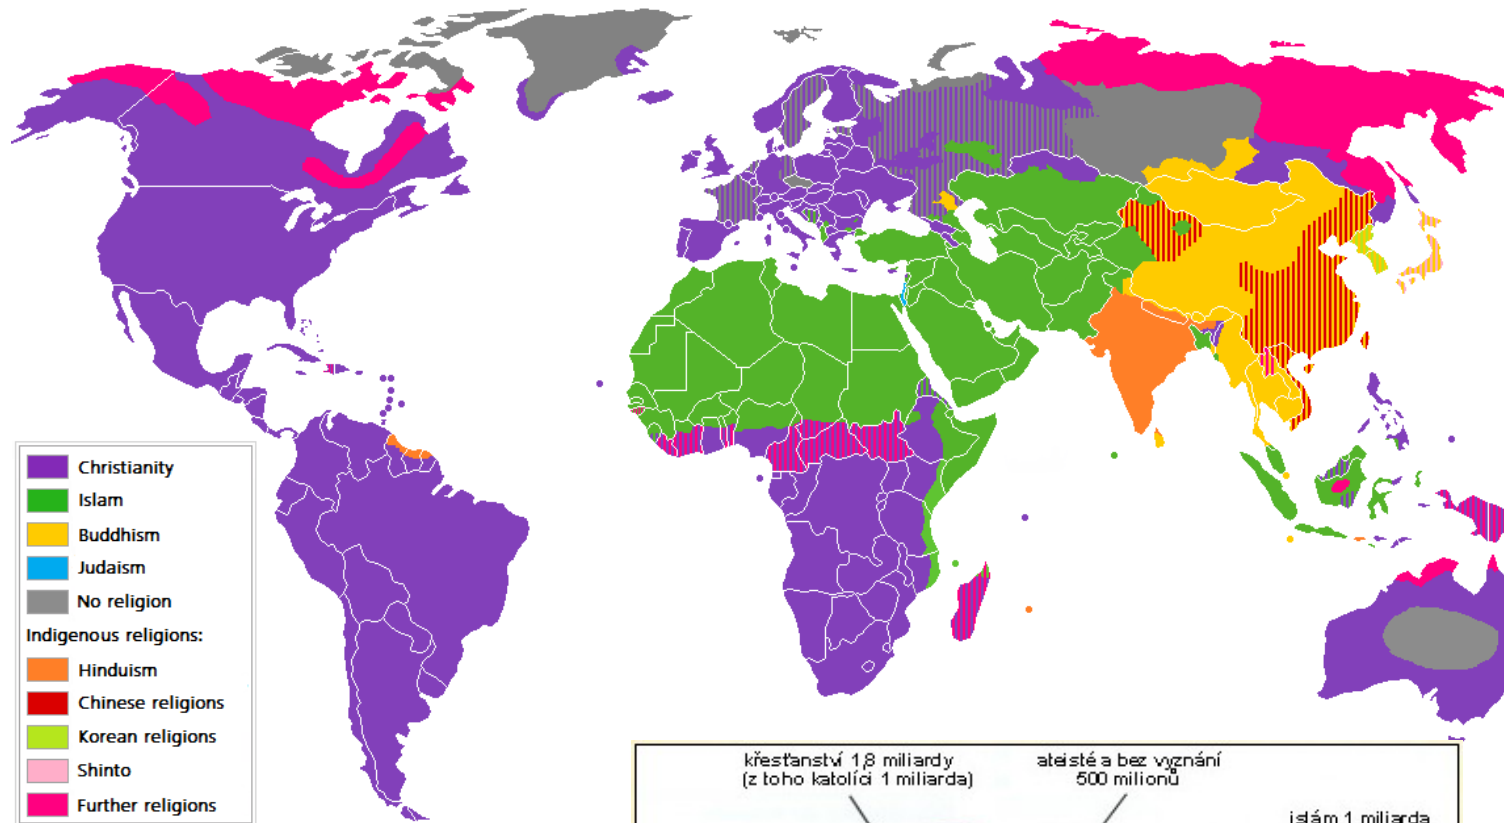 Christianity
Islam
Buddhism
Judaism
No religion
Indigenous religions:
Hinduism
Chinese religions
Korean religions
Shinto
Further religions
křesťanství 1,8 miliardy
(z toho katolíci 1 miliarda)
ateisté a bez vyznání
500 milionů
islám 1 miliarda